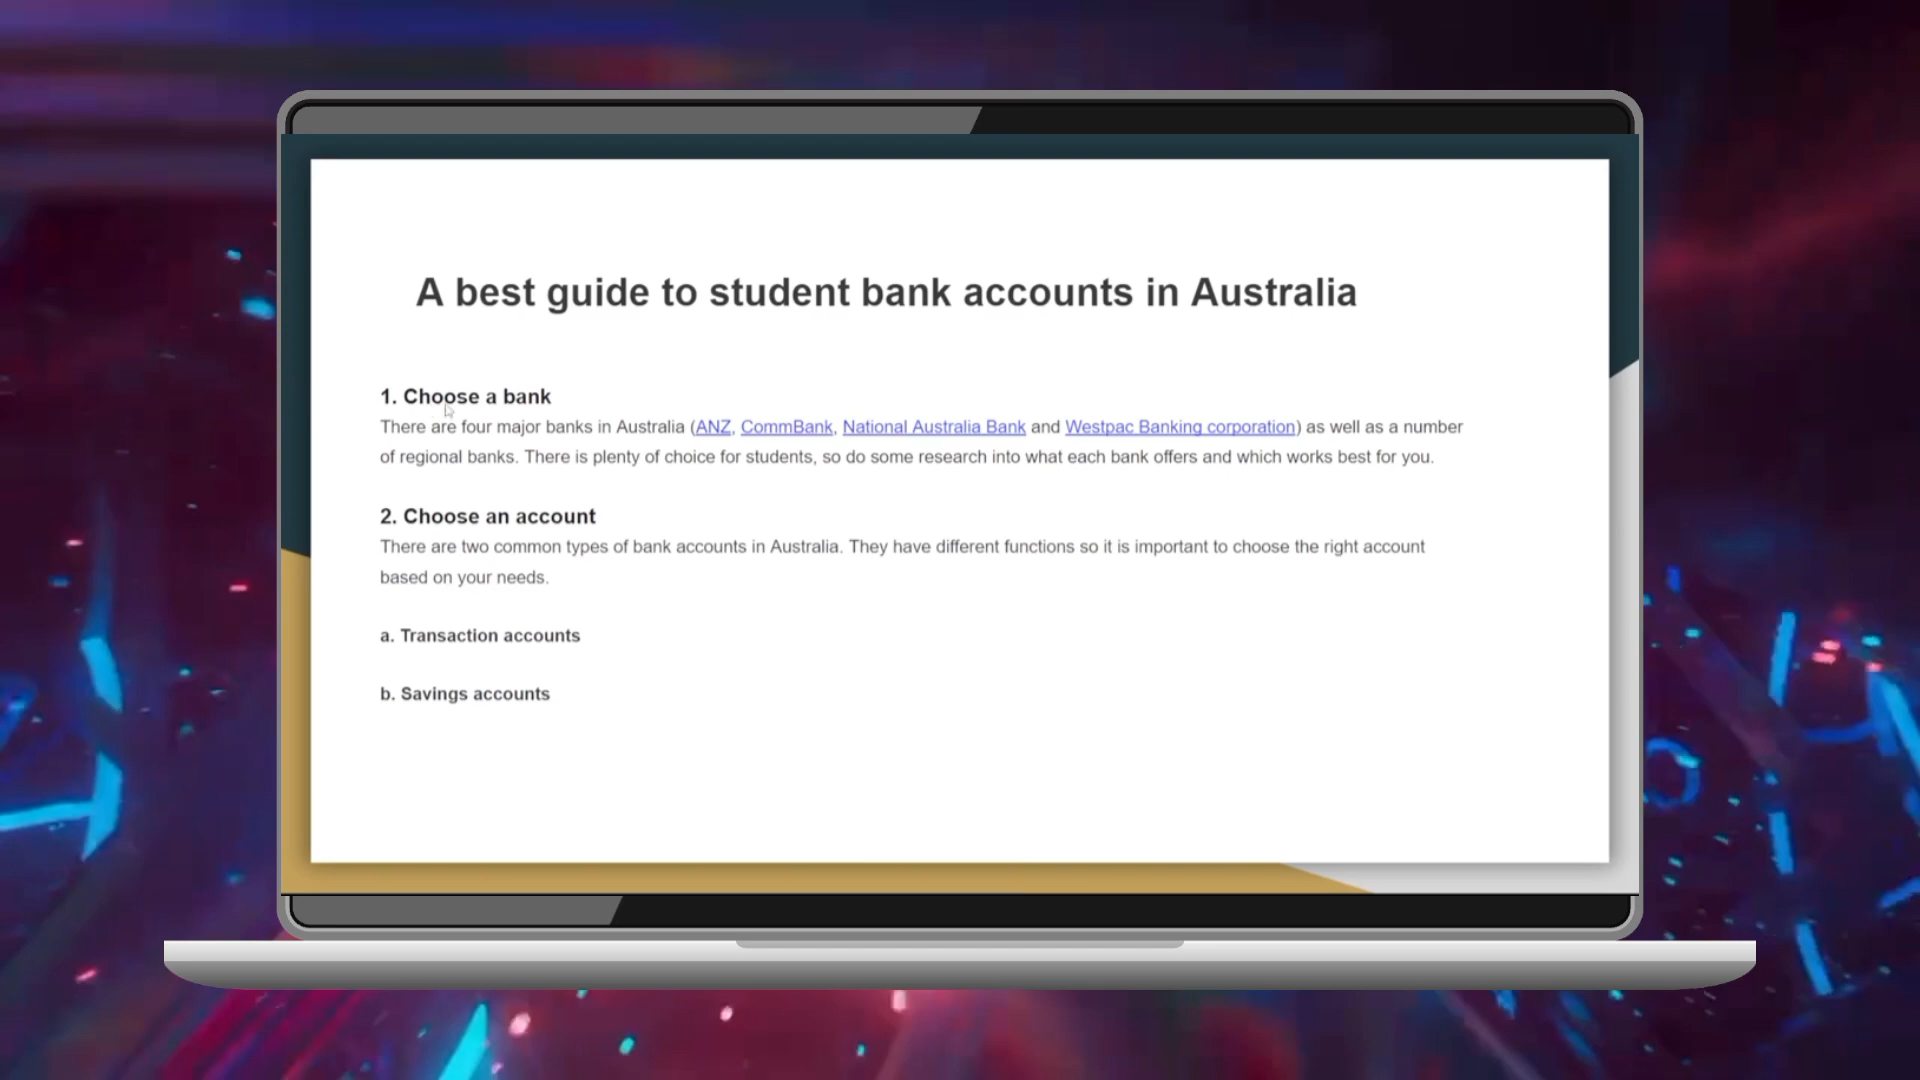 A best guide to student bank accounts in Australia
1. Choose a bank
There are four major banks in Australia (ANZ, CommBank, National Australia Bank and Westpac Banking corporation) as well as a number
of regional banks. There is plenty of choice for students, so do some research into what each bank offers and which works best for you.
2. Choose an account
There are two common types of bank accounts in Australia. They have different functions so it is important to choose the right account
based on your needs.
a. Transaction accounts
b. Savings accounts